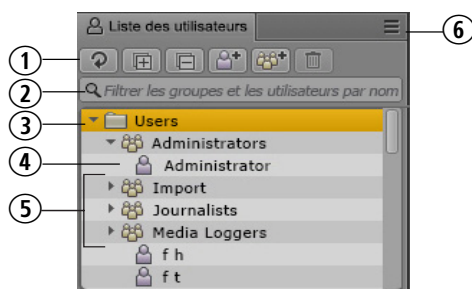 Liste des utilisateurs
6
1
2
Filtrer les groupes et les utilisateurs par nom
3
Users
Administrators
4
Administrator
5
Import
Journalists
Media Loggers
f h
f t